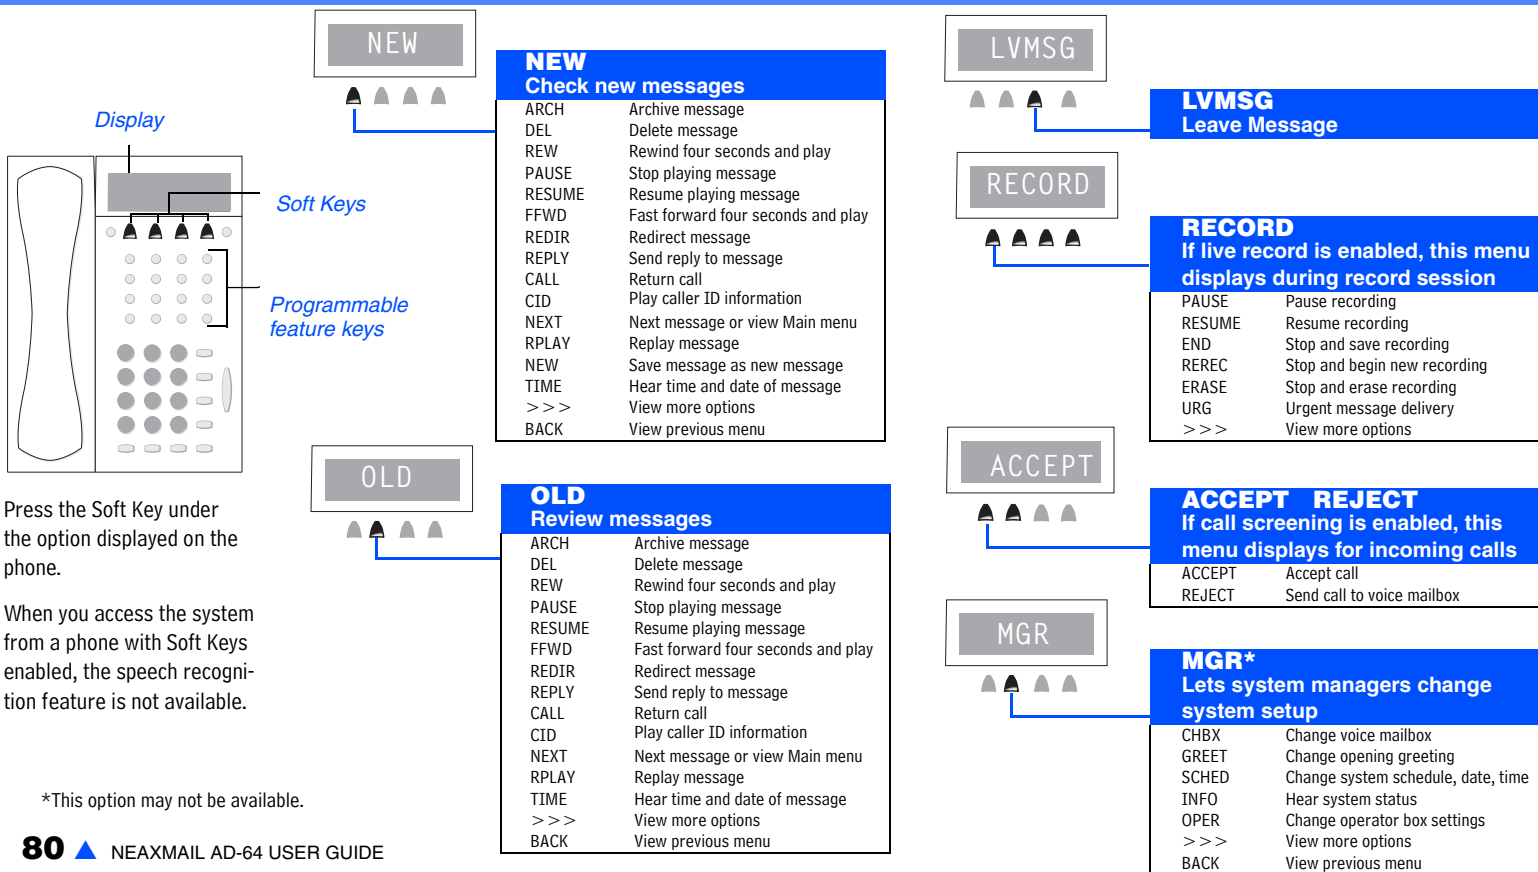 Display
Soft Keys
Programmable
feature keys
Press the Soft Key under
the option displayed on the
phone.
When you access the system
from a phone with Soft Keys
enabled, the speech recogni-
tion feature is not available.
*This option may not be available.
80 NEAXMAIL AD-64 USER GUIDE
NEW
NEW
Check new messages
ARCH Archive message
DEL Delete message
REW Rewind four seconds and play
PAUSE Stop playing message
RESUME Resume playing message
FFWD Fast forward four seconds and play
REDIR Redirect message
REPLY Send reply to message
CALL Return call
CID Play caller ID information
NEXT Next message or view Main menu
RPLAY Replay message
NEW Save message as new message
TIME Hear time and date of message
>>> View more options
BACK View previous menu
OLD
OLD
Review messages
ARCH Archive message
DEL Delete message
REW Rewind four seconds and play
PAUSE Stop playing message
RESUME Resume playing message
FFWD Fast forward four seconds and play
REDIR Redirect message
REPLY Send reply to message
CALL Return call
CID Play caller ID information
NEXT Next message or view Main menu
RPLAY Replay message
TIME Hear time and date of message
>>> View more options
BACK View previous menu
LVMSG
LVMSG
Leave Message
RECORD
RECORD
If live record is enabled, this menu
displays during record session
PAUSE Pause recording
RESUME Resume recording
END Stop and save recording
REREC Stop and begin new recording
ERASE Stop and erase recording
URG Urgent message delivery
>>> View more options
ACCEPT
ACCEPT REJECT
If call screening is enabled, this
menu displays for incoming calls
ACCEPT Accept call
REJECT Send call to voice mailbox
MGR
MGR*
Lets system managers change
system setup
CHBX Change voice mailbox
GREET Change opening greeting
SCHED Change system schedule, date, time
INFO Hear system status
OPER Change operator box settings
>>> View more options
BACK View previous menu